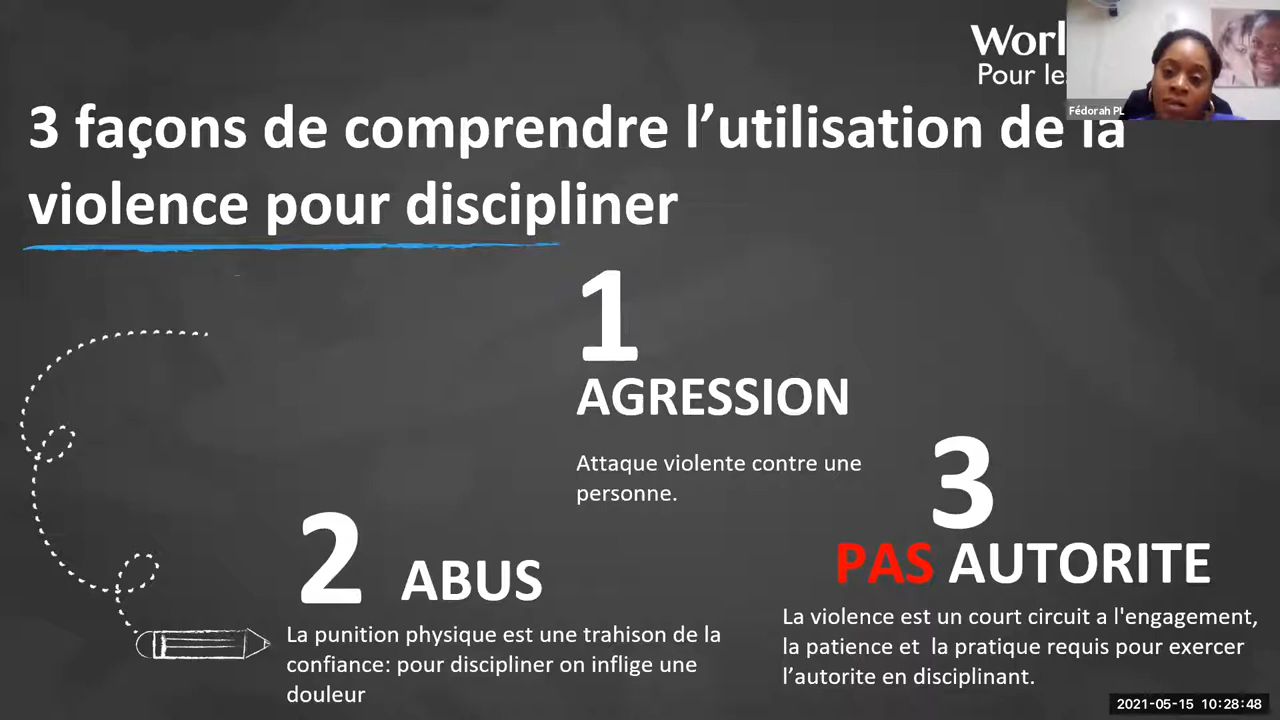 Worl
Pour les
Fédorah PL
3 façons de comprendre l’utilisation de la
violence pour discipliner
1
AGRESSION
Attaque violente contre une
personne.
2 ABUS
La punition physique est une trahison de la
confiance: pour discipliner on inflige une
douleur
3
PAS AUTORITE
La violence est un court circuit a l'engagement,
la patience et la pratique requis pour exercer
l’autorite en disciplinant.
2021-05-15 10:28:48